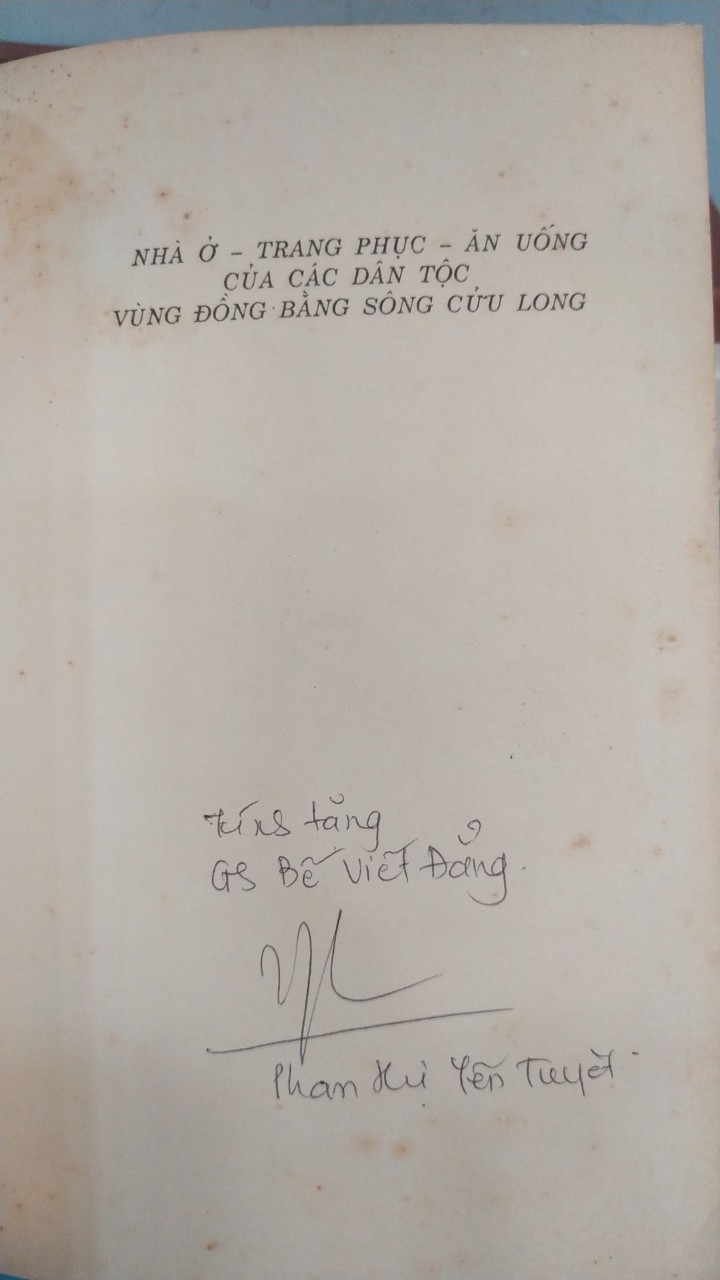 NHÀ Ở – TRANG PHỤC – ĂN UỐNG
CỦA CÁC DÂN TỘC
VÙNG ĐỒNG BẰNG SÔNG CỬU LONG
Kính tặng
GS Bế Viết Đẳng.
Phan Thị Yến Tuyết